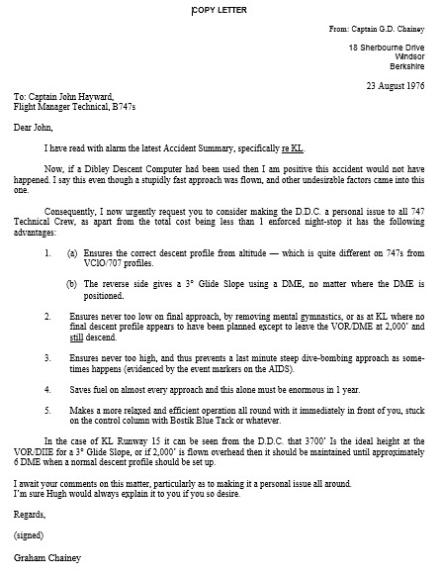 COPY LETTER
From: Captain G.D. Chainey
18 Sherbourne Drive
Windsor
Berkshire
23 August 1976
To: Captain John Hayward,
Flight Manager Technical, B747s
Dear John,
I have read with alarm the latest Accident Summary, specifically re KL.
Now, if a Dibley Descent Computer had been used then I am positive this accident would not have
happened. I say this even though a stupidly fast approach was flown, and other undesirable factors came into this
one.
Consequently, I now urgently request you to consider making the D.D.C. a personal issue to all 747
Technical Crew, as apart from the total cost being less than 1 enforced night-stop it has the following
advantages:
1. (a) Ensures the correct descent profile from altitude — which is quite different on 747s from
VCIO/707 profiles.
(b) The reverse side gives a 3° Glide Slope using a DME, no matter where the DME is
positioned.
2. Ensures never too low on final approach, by removing mental gymnastics, or as at KL where no
final descent profile appears to have been planned except to leave the VOR/DME at 2,000' and
still descend.
3. Ensures never too high, and thus prevents a last minute steep dive-bombing approach as some-
times happens (evidenced by the event markers on the AIDS).
4. Saves fuel on almost every approach and this alone must be enormous in 1 year.
5. Makes a more relaxed and efficient operation all round with it immediately in front of you, stuck
on the control column with Bostik Blue Tack or whatever.
In the case of KL Runway 15 it can be seen from the D.D.C. that 3700' Is the ideal height at the
VOR/DIIE for a 3° Glide Slope, or if 2,000' is flown overhead then it should be maintained until approximately
6 DME when a normal descent profile should be set up.
I await your comments on this matter, particularly as to making it a personal issue all around.
I'm sure Hugh would always explain it to you if you so desire.
Regards,
(signed)
Graham Chainey